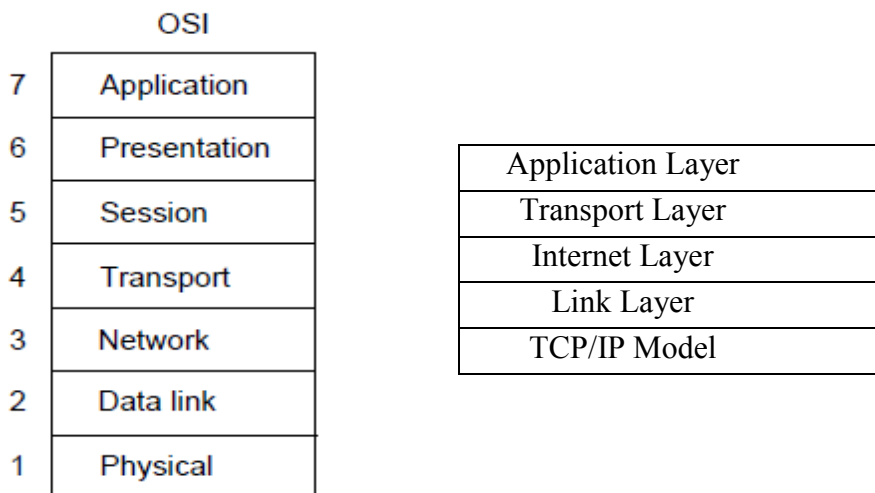 OSI
7 Application
6 Presentation
5 Session
4 Transport
3 Network
2 Data link
1 Physical
Application Layer
Transport Layer
Internet Layer
Link Layer
TCP/IP Model